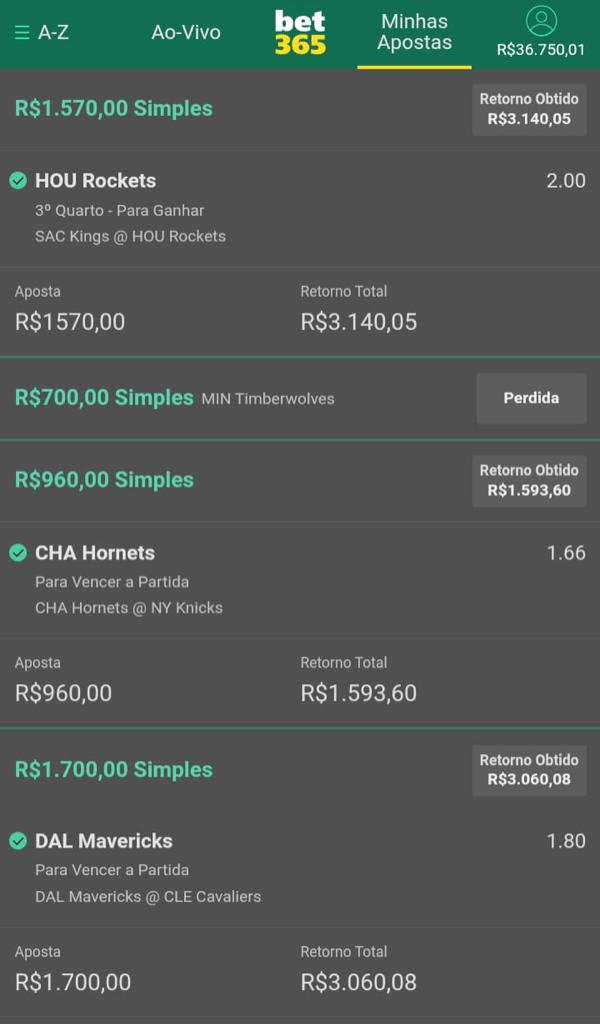 ☰ A-Z
Ao-Vivo
bet
365
Minhas
Apostas
R$36.750,01
R$1.570,00 Simples
Retorno Obtido
R$3.140,05
HOU Rockets
2.00
3º Quarto - Para Ganhar
SAC Kings @ HOU Rockets
Aposta
Retorno Total
R$1570,00
R$3.140,05
R$700,00 Simples MIN Timberwolves
Perdida
R$960,00 Simples
Retorno Obtido
R$1.593,60
CHA Hornets
1.66
Para Vencer a Partida
CHA Hornets @ NY Knicks
Aposta
Retorno Total
R$960,00
R$1.593,60
R$1.700,00 Simples
Retorno Obtido
R$3.060,08
DAL Mavericks
1.80
Para Vencer a Partida
DAL Mavericks @ CLE Cavaliers
Aposta
Retorno Total
R$1.700,00
R$3.060,08